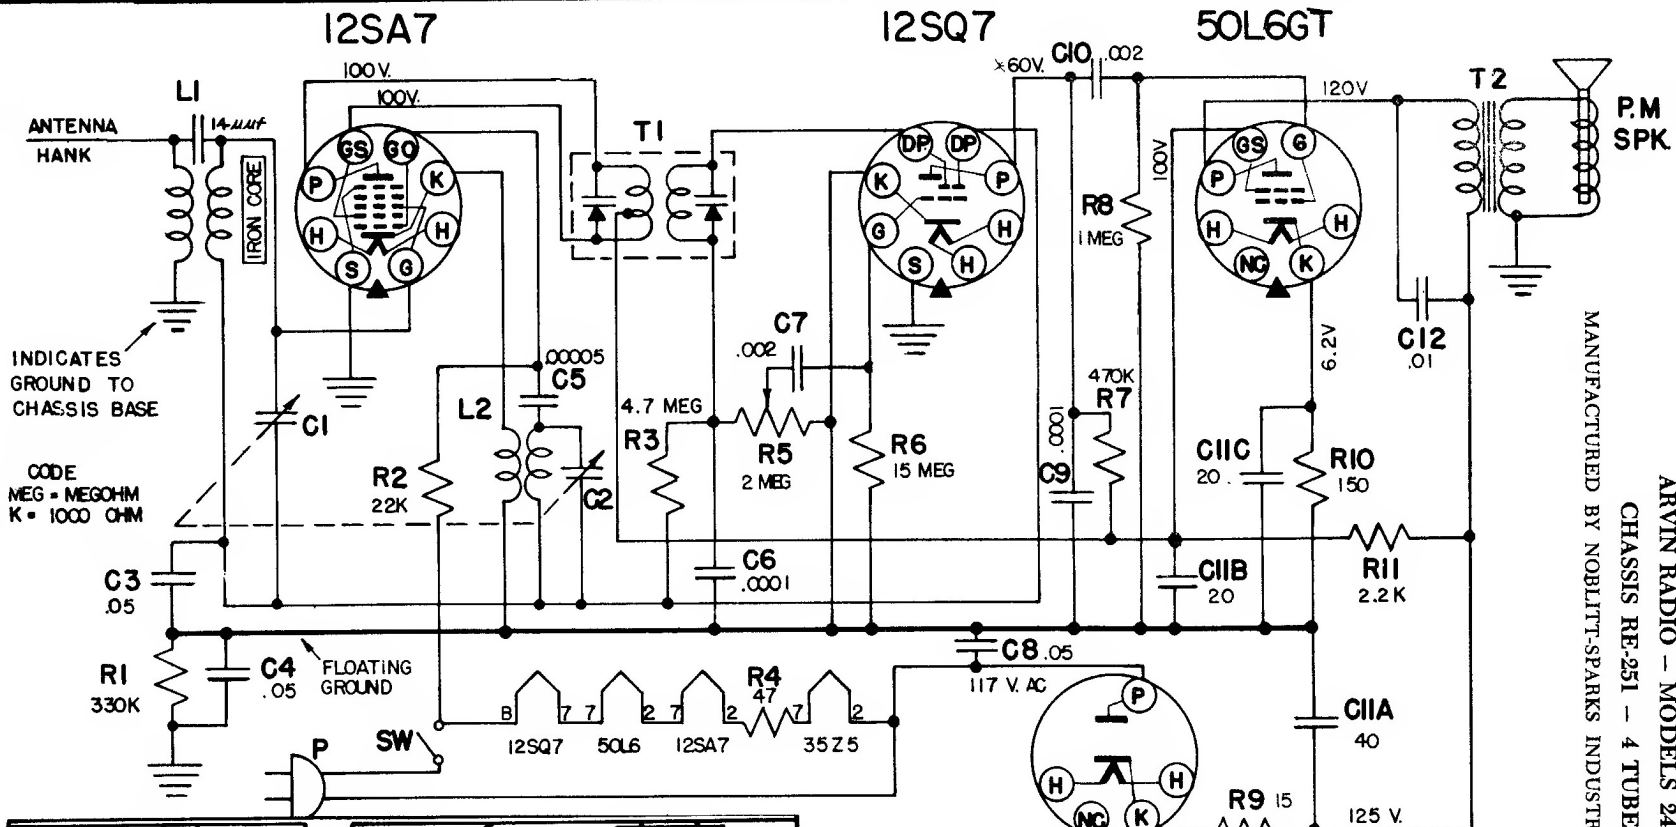 12SA7
12SQ7
50L6GT
L1
14 µµf
ANTENNA
HANK
IRON CORE
100V.
100V.
GS
GO
P
K
H
H
S
G
T1
DP
DP
K
P
G
H
S
H
*60V.
C10 .002
R8
1 MEG
100V
GS
G
P
H
H
NC
K
120V
T2
P.M
SPK.
6.2V
C12
.01
INDICATES
GROUND TO
CHASSIS BASE
C1
CODE
MEG = MEGOHM
K = 1000 OHM
R2
22K
.00005
C5
L2
C2
4.7 MEG
R3
C7
.002
R5
2 MEG
R6
15 MEG
C6
.0001
470K
R7
.0001
C9
C11C
20.
R10
150
C11B
20
R11
2.2K
C3
.05
R1
330K
C4
.05
FLOATING
GROUND
C8 .05
117 V. AC
R4
47
B
7
7
2
7
2
7
2
12SQ7
50L6
12SA7
35Z5
SW
P
P
H
H
NC
K
C11A
40
R9 15
125 V.
MANUFACTURED BY NOBLITT-SPARKS INDUSTR
CHASSIS RE-251 – 4 TUBE
ARVIN RADIO – MODELS 24